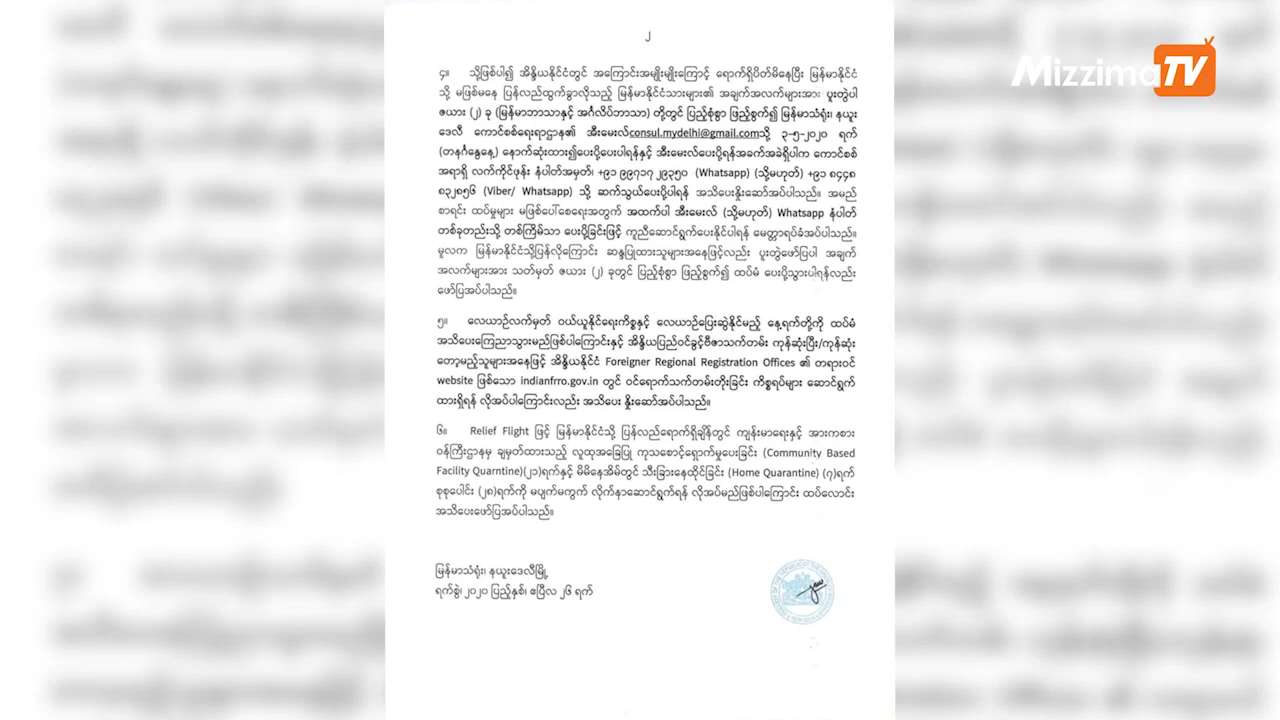 ၂
Mizzima TV
၄။ သို့ဖြစ်ပါ၍ အိန္ဒိယနိုင်ငံတွင် အကြောင်းအမျိုးမျိုးကြောင့် ရောက်ရှိပိတ်မိနေပြီး မြန်မာနိုင်ငံ
သို့ မဖြစ်မနေ ပြန်လည်ထွက်ခွာလိုသည့် မြန်မာနိုင်ငံသားများ၏ အချက်အလက်များအား ပူးတွဲပါ
ဇယား (၂) ခု (မြန်မာဘာသာနှင့် အင်္ဂလိပ်ဘာသာ) တို့တွင် ပြည့်စုံစွာ ဖြည့်စွက်၍ မြန်မာသံရုံး၊ နယူး
ဒေလီ ကောင်စစ်ရေးရာဌာန၏ အီးမေးလ်consul.mydelhi@gmail.comသို့ ၃-၅-၂၀၂၀ ရက်
(တနင်္ဂနွေနေ့) နောက်ဆုံးထား၍ပေးပို့ပေးပါရန်နှင့် အီးမေးလ်ပေးပို့ရန်အခက်အခဲရှိပါက ကောင်စစ်
အရာရှိ လက်ကိုင်ဖုန်း နံပါတ်အမှတ်၊ +၉၁ ၉၉၇၁၇ ၂၉၃၅၀ (Whatsapp) (သို့မဟုတ်) +၉၁ ၈၄၄၈
၈၃၂၈၅၆ (Viber/ Whatsapp) သို့ ဆက်သွယ်ပေးပို့ပါရန် အသိပေးနှိုးဆော်အပ်ပါသည်။ အမည်
စာရင်း ထပ်မှုများ မဖြစ်ပေါ်စေရေးအတွက် အထက်ပါ အီးမေးလ် (သို့မဟုတ်) Whatsapp နံပါတ်
တစ်ခုတည်းသို့ တစ်ကြိမ်သာ ပေးပို့ခြင်းဖြင့် ကူညီဆောင်ရွက်ပေးနိုင်ပါရန် မေတ္တာရပ်ခံအပ်ပါသည်။
မူလက မြန်မာနိုင်ငံသို့ပြန်လိုကြောင်း ဆန္ဒပြုထားသူများအနေဖြင့်လည်း ပူးတွဲဖော်ပြပါ အချက်
အလက်များအား သတ်မှတ် ဇယား (၂) ခုတွင် ပြည့်စုံစွာ ဖြည့်စွက်၍ ထပ်မံ ပေးပို့သွားပါရန်လည်း
ဖော်ပြအပ်ပါသည်။
၅။ လေယာဉ်လက်မှတ် ဝယ်ယူနိုင်ရေးကိစ္စနှင့် လေယာဉ်ပြေးဆွဲနိုင်မည့် နေ့ရက်တို့ကို ထပ်မံ
အသိပေးကြေညာသွားမည်ဖြစ်ပါကြောင်းနှင့် အိန္ဒိယပြည်ဝင်ခွင့်ဗီဇာသက်တမ်း ကုန်ဆုံးပြီး/ကုန်ဆုံး
တော့မည့်သူများအနေဖြင့် အိန္ဒိယနိုင်ငံ Foreigner Regional Registration Offices ၏ တရားဝင်
website ဖြစ်သော indianfrro.gov.in တွင် ဝင်ရောက်သက်တမ်းတိုးခြင်း ကိစ္စရပ်များ ဆောင်ရွက်
ထားရှိရန် လိုအပ်ပါကြောင်းလည်း အသိပေး နှိုးဆော်အပ်ပါသည်။
၆။ Relief Flight ဖြင့် မြန်မာနိုင်ငံသို့ ပြန်လည်ရောက်ရှိချိန်တွင် ကျန်းမာရေးနှင့် အားကစား
ဝန်ကြီးဌာနမှ ချမှတ်ထားသည့် လူထုအခြေပြု ကုသစောင့်ရှောက်မှုပေးခြင်း (Community Based
Facility Quarntine)(၂၁)ရက်နှင့် မိမိနေအိမ်တွင် သီးခြားနေထိုင်ခြင်း (Home Quarantine) (၇)ရက်
စုစုပေါင်း (၂၈)ရက်ကို မပျက်မကွက် လိုက်နာဆောင်ရွက်ရန် လိုအပ်မည်ဖြစ်ပါကြောင်း ထပ်လောင်း
အသိပေးဖော်ပြအပ်ပါသည်။
မြန်မာသံရုံး၊ နယူးဒေလီမြို့
ရက်စွဲ၊ ၂၀၂၀ ပြည့်နှစ်၊ ဧပြီလ ၂၆ ရက်